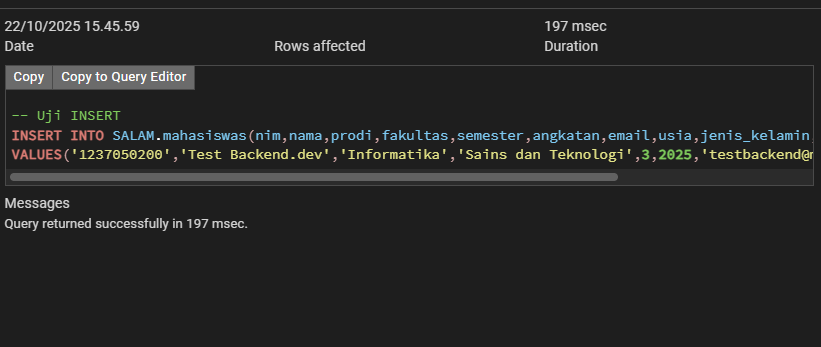 22/10/2025 15.45.59 197 msec
Date Rows affected Duration
Copy Copy to Query Editor
-- Uji INSERT
INSERT INTO SALAM.mahasiswas(nim,nama,prodi,fakultas,semester,angkatan,email,usia,jenis_kelamin,
VALUES('1237050200','Test Backend.dev','Informatika','Sains dan Teknologi',3,2025,'testbackend@
Messages
Query returned successfully in 197 msec.